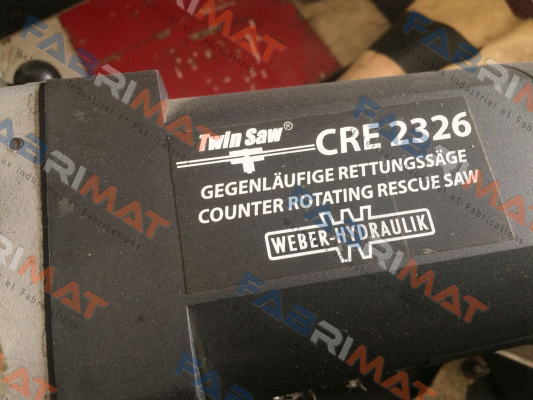 Twin Saw® CRE 2326
GEGENLÄUFIGE RETTUNGSSÄGE
COUNTER ROTATING RESCUE SAW
WEBER-HYDRAULIK
FABRIMAT
FABRIMAT
FABRIMAT
FABRIMAT